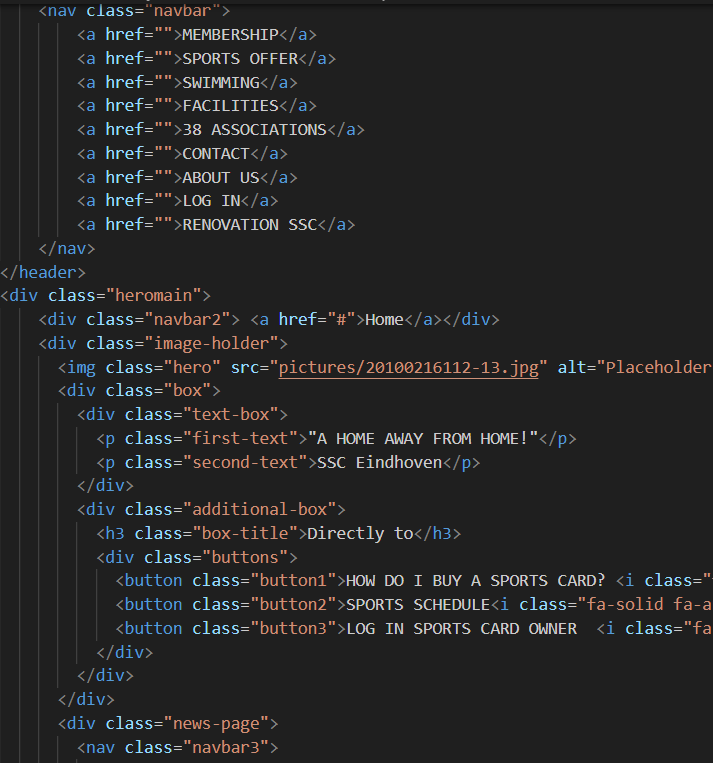 <nav class="navbar">
<a href="">MEMBERSHIP</a>
<a href="">SPORTS OFFER</a>
<a href="">SWIMMING</a>
<a href="">FACILITIES</a>
<a href="">38 ASSOCIATIONS</a>
<a href="">CONTACT</a>
<a href="">ABOUT US</a>
<a href="">LOG IN</a>
<a href="">RENOVATION SSC</a>
</nav>
</header>
<div class="heromain">
<div class="navbar2"> <a href="#">Home</a></div>
<div class="image-holder">
<img class="hero" src="pictures/20100216112-13.jpg" alt="Placeholder
<div class="box">
<div class="text-box">
<p class="first-text">"A HOME AWAY FROM HOME!"</p>
<p class="second-text">SSC Eindhoven</p>
</div>
<div class="additional-box">
<h3 class="box-title">Directly to</h3>
<div class="buttons">
<button class="button1">HOW DO I BUY A SPORTS CARD? <i class="
<button class="button2">SPORTS SCHEDULE<i class="fa-solid fa-a
<button class="button3">LOG IN SPORTS CARD OWNER  <i class="fa
</div>
</div>
</div>
<div class="news-page">
<nav class="navbar3">